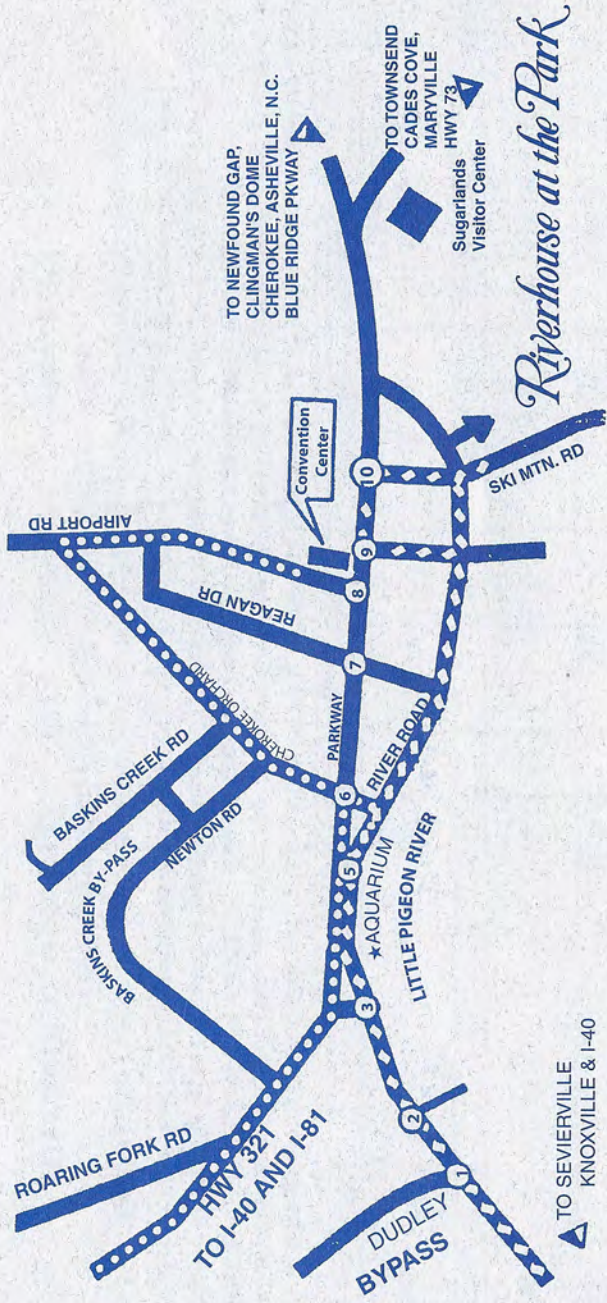 TO NEWFOUND GAP,
CLINGMAN'S DOME
CHEROKEE, ASHEVILLE, N.C.
BLUE RIDGE PKWAY
TO TOWNSEND
CADES COVE,
MARYVILLE
HWY 73
Sugarlands
Visitor Center
Riverhouse at the Park
Convention
Center
SKI MTN. RD
AIRPORT RD
REAGAN DR
CHEROKEE ORCHARD
PARKWAY
RIVER ROAD
BASKINS CREEK RD
NEWTON RD
BASKINS CREEK BY-PASS
★AQUARIUM
LITTLE PIGEON RIVER
ROARING FORK RD
HWY 321
TO I-40 AND I-81
DUDLEY
BYPASS
TO SEVIERVILLE
KNOXVILLE & I-40
1
2
3
5
6
7
8
9
10